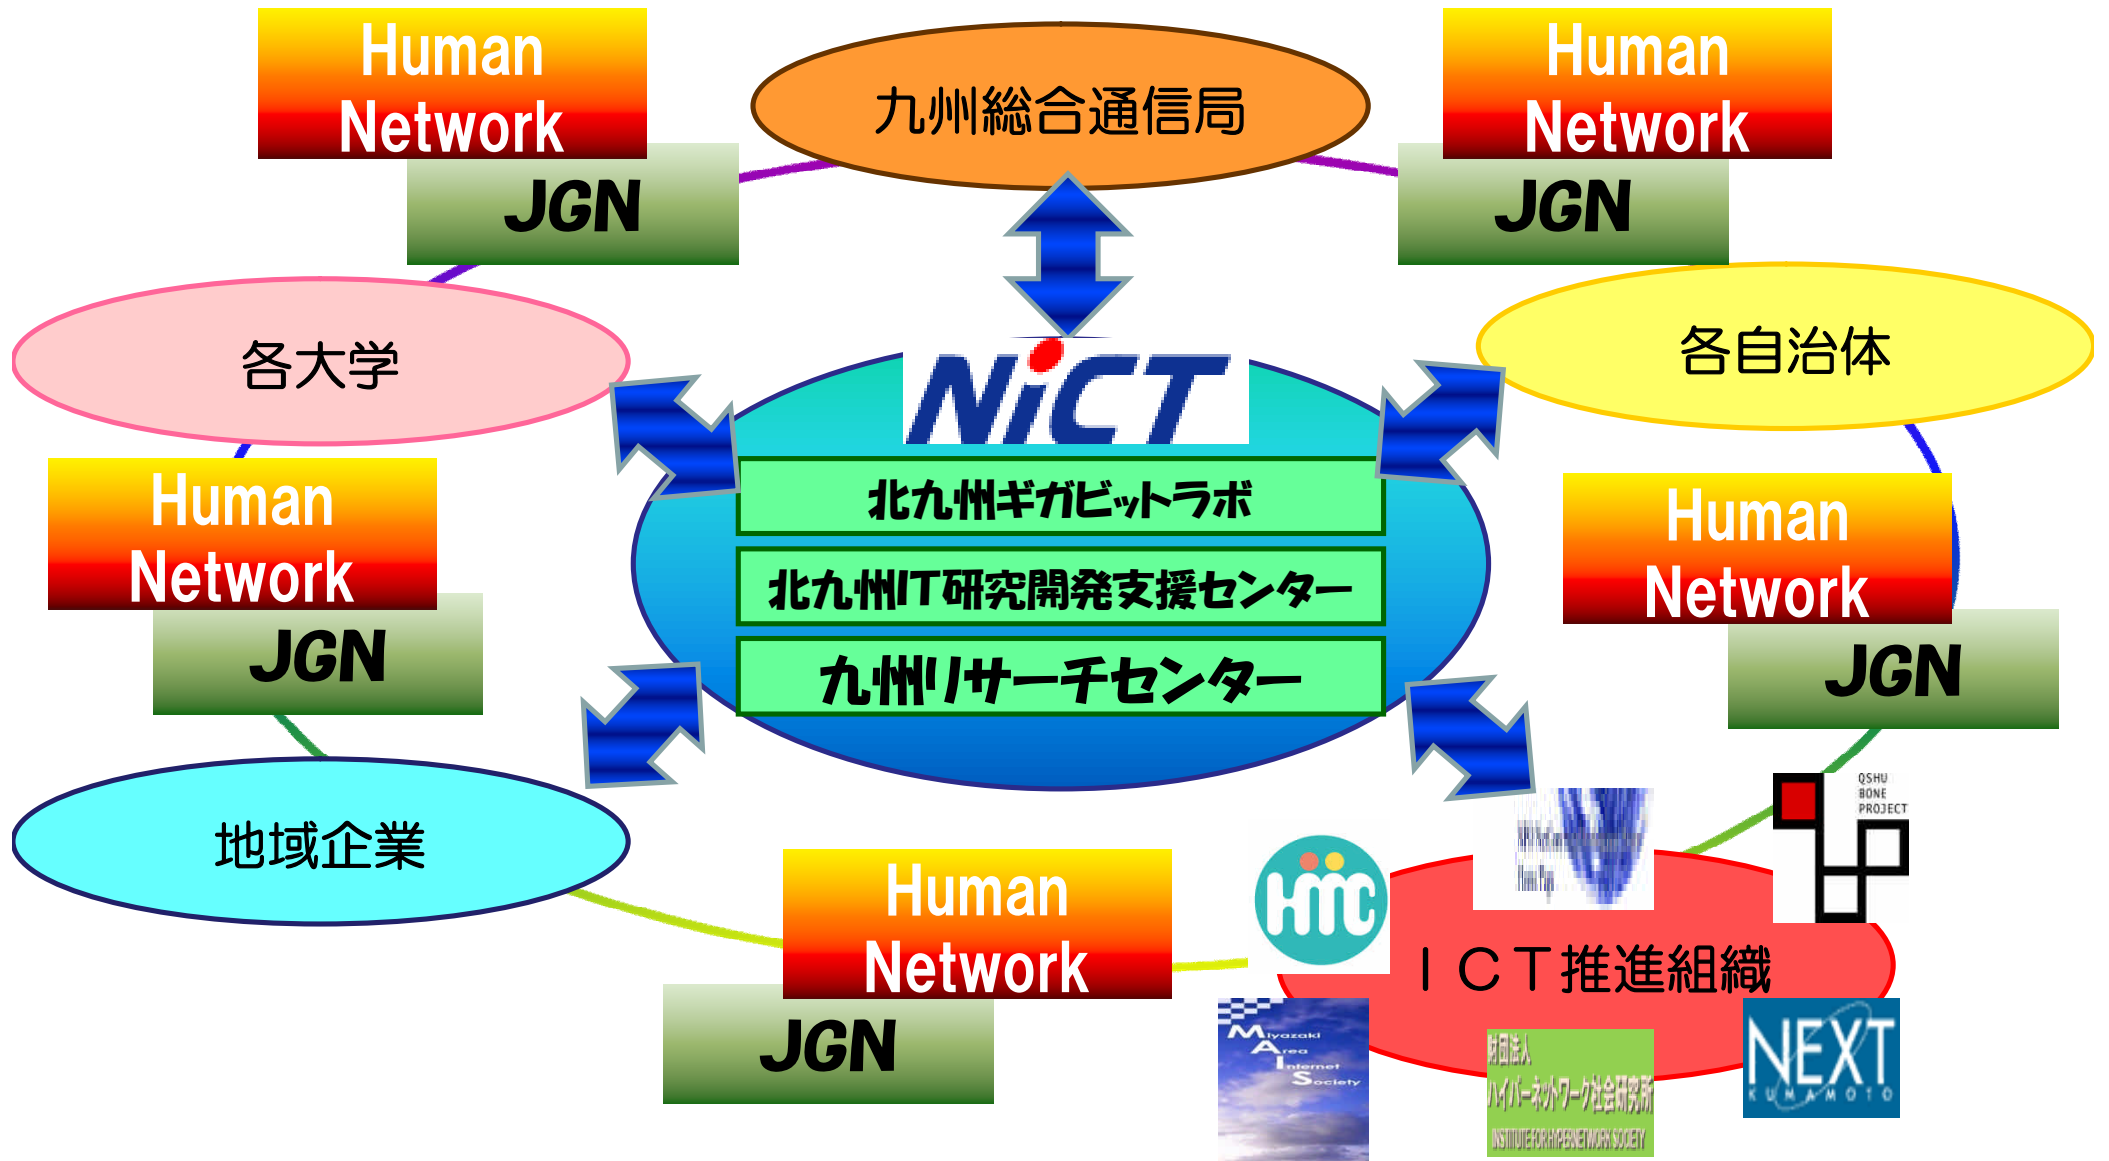 Human
Network
JGN
九州総合通信局
Human
Network
JGN
各大学
各自治体
NiCT
北九州ギガビットラボ
北九州IT研究開発支援センター
九州リサーチセンター
Human
Network
JGN
Human
Network
JGN
地域企業
QSHU
BONE
PROJECT
Human
Network
JGN
HTC
ICT推進組織
Miyazaki
Area
Internet
Society
財団法人
ハイパーネットワーク社会研究所
INSTITUTE FOR HYPERNETWORK SOCIETY
NEXT
KUMAMOTO